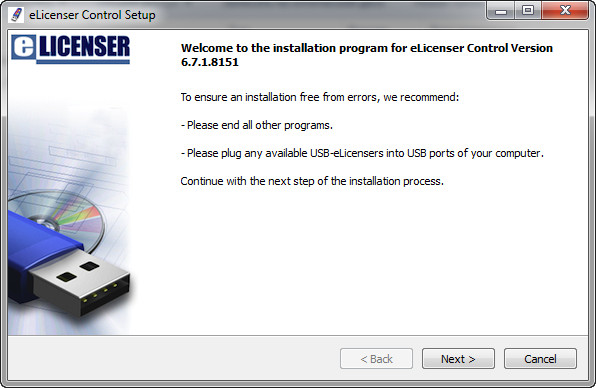 eLicenser Control Setup
eLICENSER
Welcome to the installation program for eLicenser Control Version
6.7.1.8151
To ensure an installation free from errors, we recommend:
- Please end all other programs.
- Please plug any available USB-eLicensers into USB ports of your computer.
Continue with the next step of the installation process.
< Back
Next >
Cancel